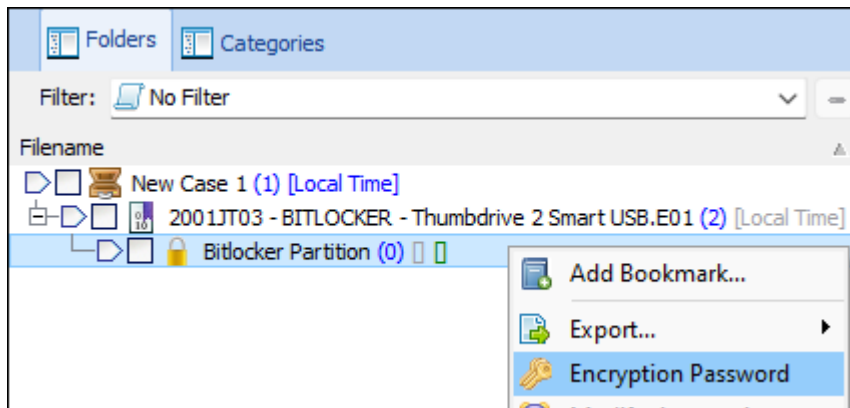 Folders Categories
Filter: No Filter
Filename
New Case 1 (1) [Local Time]
2001JT03 - BITLOCKER - Thumbdrive 2 Smart USB.E01 (2) [Local Time]
Bitlocker Partition (0) [] []
Add Bookmark...
Export...
Encryption Password